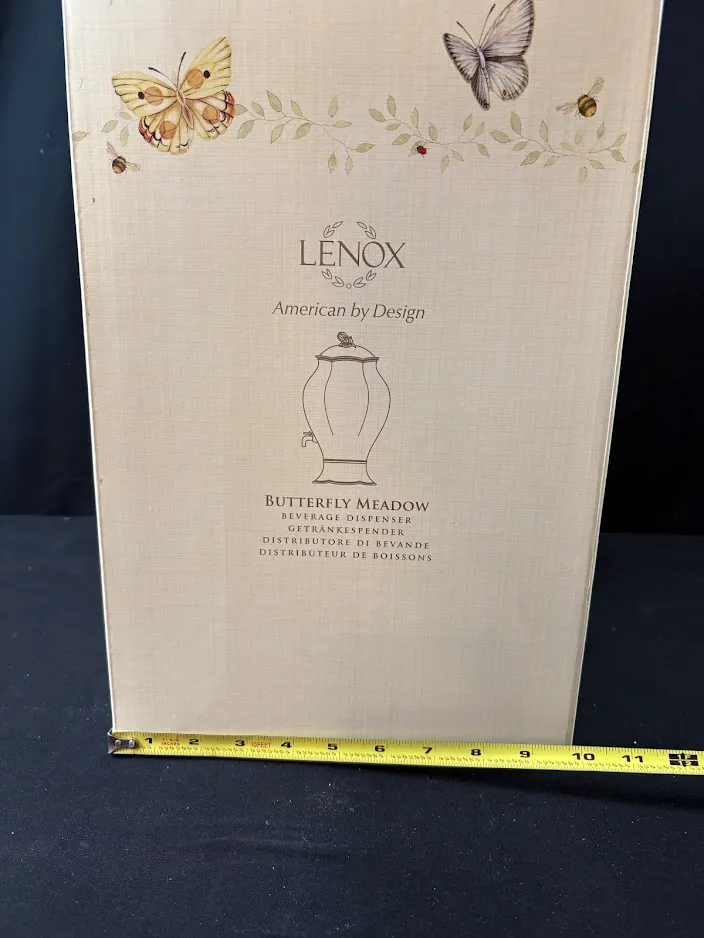 LENOX
American by Design
BUTTERFLY MEADOW
BEVERAGE DISPENSER
GETRÄNKESPENDER
DISTRIBUTORE DI BEVANDE
DISTRIBUTEUR DE BOISSONS
1 2 3 10FEET 4 5 6 7 8 9 10 11